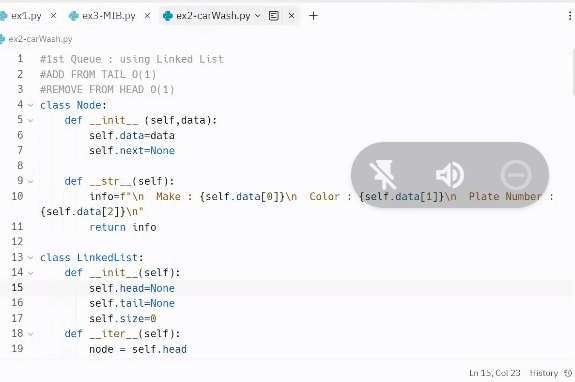 ex1.py × ex3-MIB.py × ex2-carWash.py × +
ex2-carWash.py
1 #1st Queue : using Linked List
2 #ADD FROM TAIL O(1)
3 #REMOVE FROM HEAD O(1)
4 class Node:
5 def __init__ (self,data):
6 self.data=data
7 self.next=None
8
9 def __str__(self):
10 info=f"\n  Make : {self.data[0]}\n  Color : {self.data[1]}\n  Plate Number :
{self.data[2]}\n"
11 return info
12
13 class LinkedList:
14 def __init__(self):
15 self.head=None
16 self.tail=None
17 self.size=0
18 def __iter__(self):
19 node = self.head
Ln 15, Col 23 History